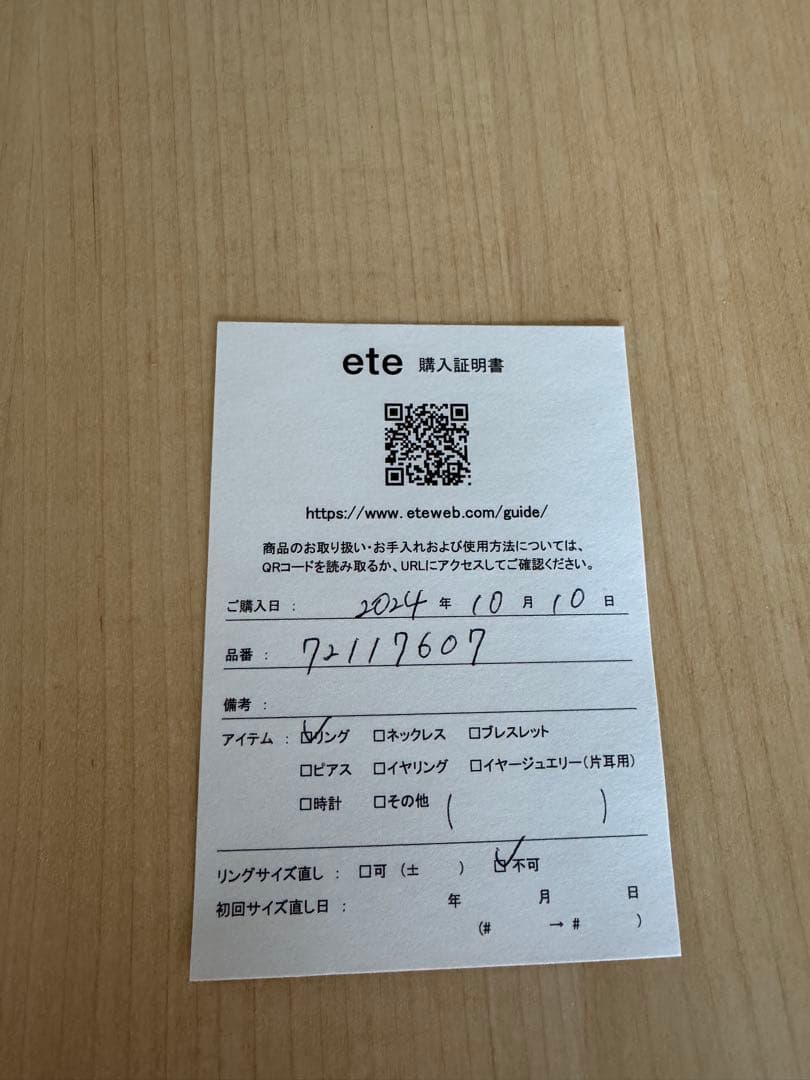 ete 購入証明書
https://www.eteweb.com/guide/
商品のお取り扱い・お手入れおよび使用方法については、
QRコードを読み取るか、URLにアクセスしてご確認ください。
ご購入日 : 2024 年 10 月 10 日
品番 : 72117607
備考 :
アイテム : ☑リング □ネックレス □ブレスレット
□ピアス □イヤリング □イヤージュエリー(片耳用)
□時計 □その他 ( )
リングサイズ直し : □可 (± ) ☑不可
初回サイズ直し日 : 年 月 日
(# → # )